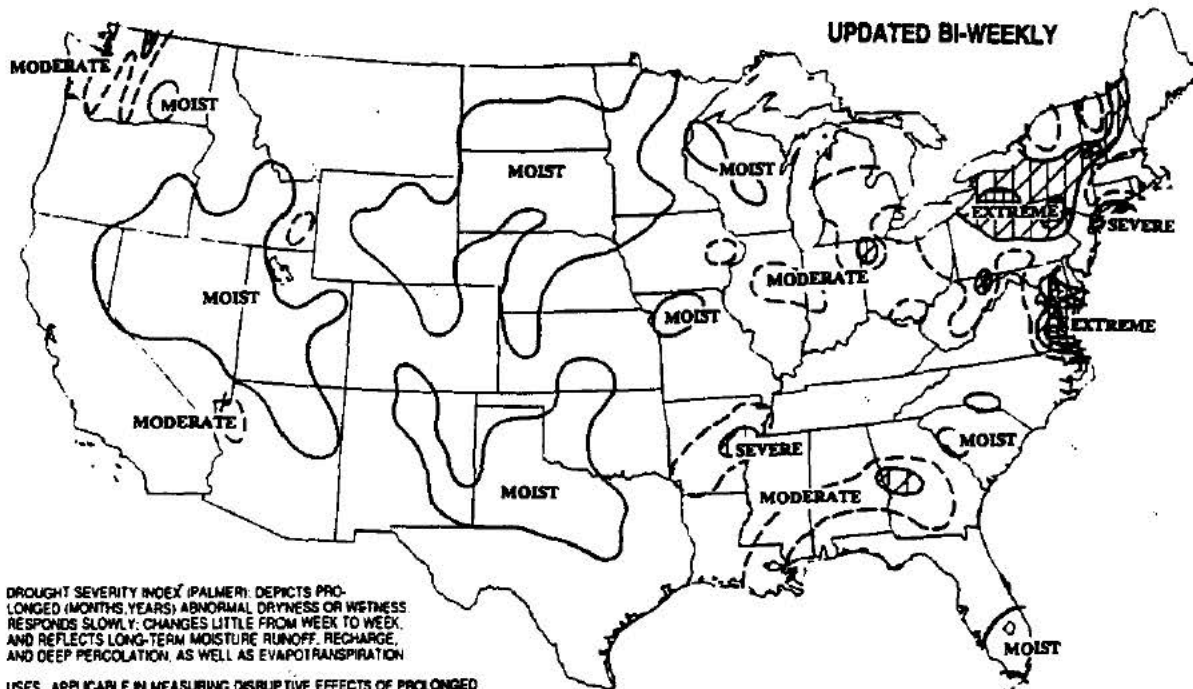 UPDATED BI-WEEKLY
MODERATE
MOIST
MOIST
MOIST
EXTREME
SEVERE
MODERATE
MOIST
MOIST
EXTREME
MODERATE
SEVERE
MOIST
MOIST
MODERATE
MOIST
DROUGHT SEVERITY INDEX (PALMER): DEPICTS PRO-
LONGED (MONTHS, YEARS) ABNORMAL DRYNESS OR WETNESS
RESPONDS SLOWLY: CHANGES LITTLE FROM WEEK TO WEEK,
AND REFLECTS LONG-TERM MOISTURE RUNOFF, RECHARGE,
AND DEEP PERCOLATION, AS WELL AS EVAPOTRANSPIRATION
USES APPLICABLE IN MEASURING DISRUPTIVE EFFECTS OF PROLONGED